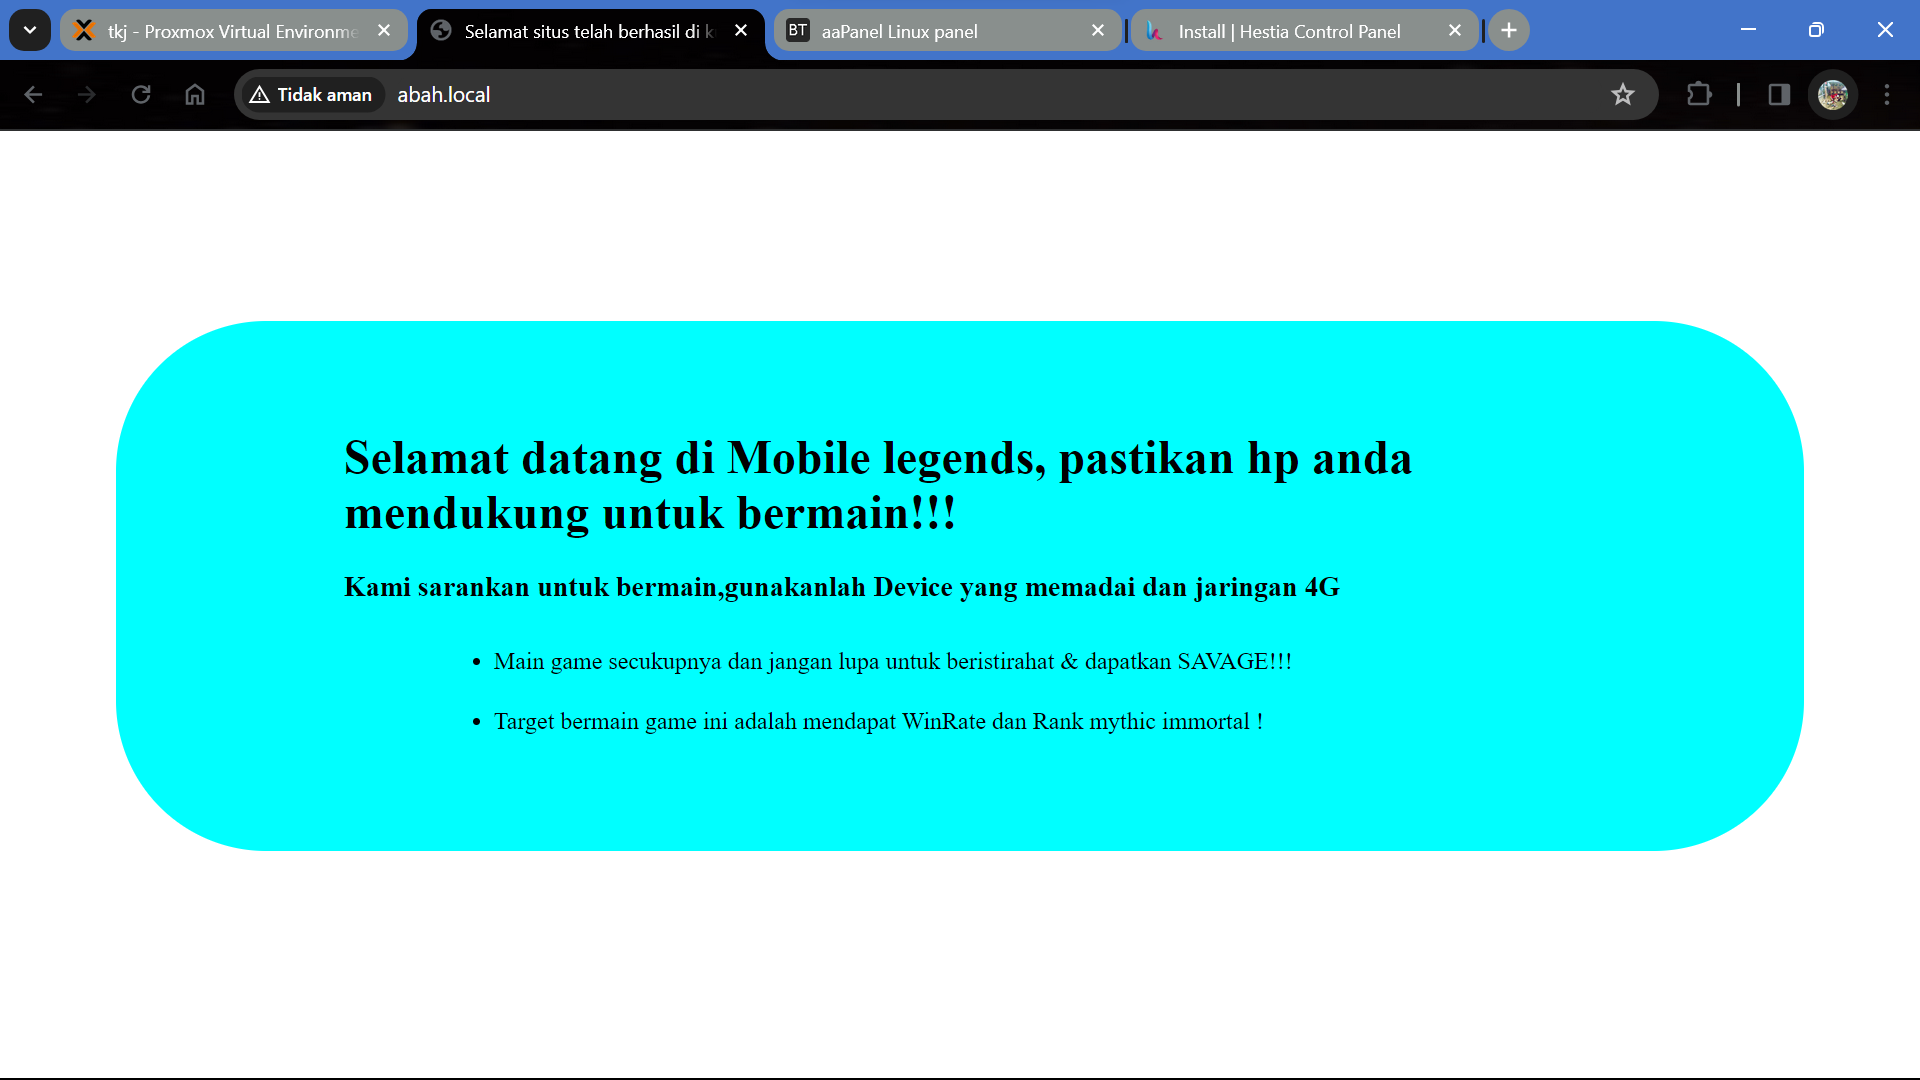 tkj - Proxmox Virtual Environme
Selamat situs telah berhasil di k
BT aaPanel Linux panel
Install | Hestia Control Panel
Tidak aman abah.local
Selamat datang di Mobile legends, pastikan hp anda
mendukung untuk bermain!!!
Kami sarankan untuk bermain,gunakanlah Device yang memadai dan jaringan 4G
• Main game secukupnya dan jangan lupa untuk beristirahat & dapatkan SAVAGE!!!
• Target bermain game ini adalah mendapat WinRate dan Rank mythic immortal !